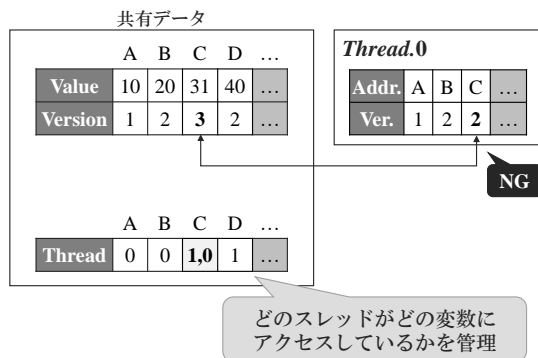 共有データ
A B C D …
Value 10 20 31 40 …
Version 1 2 3 2 …
Thread.0
Addr. A B C …
Ver. 1 2 2 …
NG
A B C D …
Thread 0 0 1,0 1 …
どのスレッドがどの変数に
アクセスしているかを管理